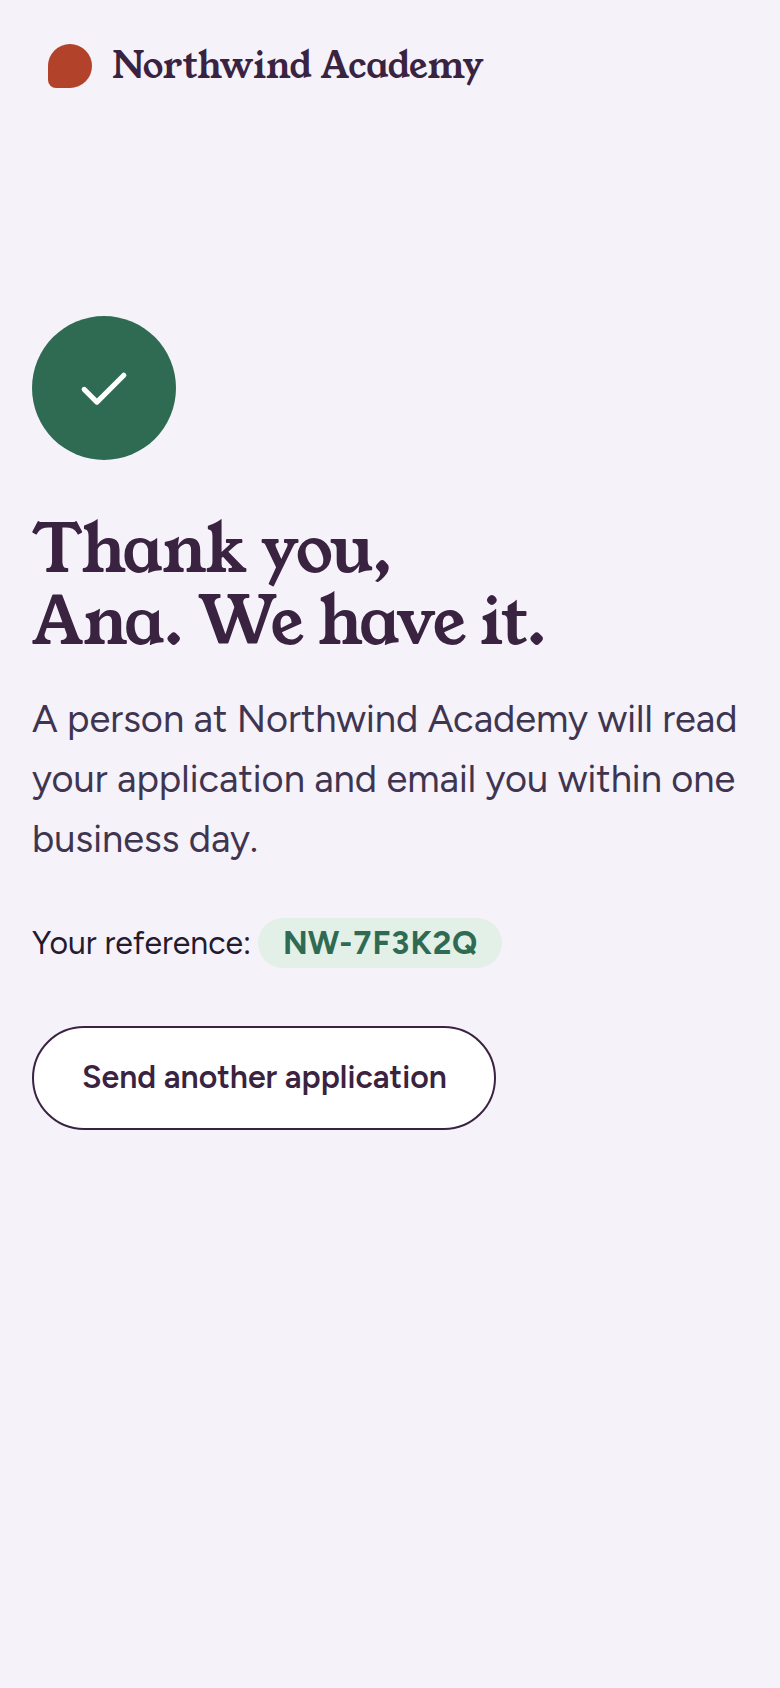 Northwind Academy
Thank you,
Ana. We have it.
A person at Northwind Academy will read
your application and email you within one
business day.
Your reference: NW-7F3K2Q
Send another application